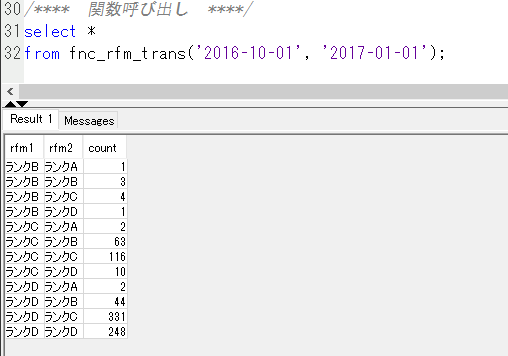 30 /**** 関数呼び出し ****/
31 select *
32 from fnc_rfm_trans('2016-10-01', '2017-01-01');
Result 1 Messages
rfm1 rfm2 count
ランクB ランクA 1
ランクB ランクB 3
ランクB ランクC 4
ランクB ランクD 1
ランクC ランクA 2
ランクC ランクB 63
ランクC ランクC 116
ランクC ランクD 10
ランクD ランクA 2
ランクD ランクB 44
ランクD ランクC 331
ランクD ランクD 248